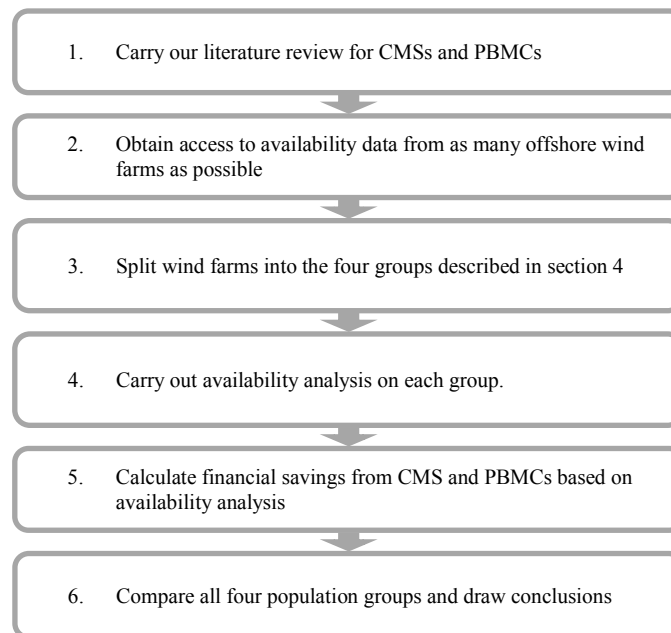 1. Carry our literature review for CMSs and PBMCs
2. Obtain access to availability data from as many offshore wind
farms as possible
3. Split wind farms into the four groups described in section 4
4. Carry out availability analysis on each group.
5. Calculate financial savings from CMS and PBMCs based on
availability analysis
6. Compare all four population groups and draw conclusions